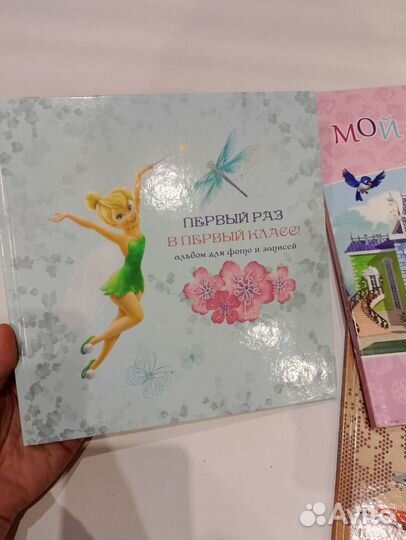 ПЕРВЫЙ РАЗ
В ПЕРВЫЙ КЛАСС!
альбом для фото и записей
МОЙ
Avito